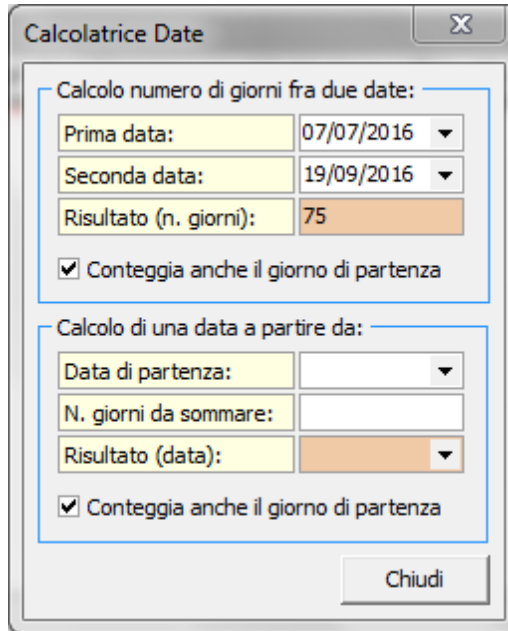 Calcolatrice Date
Calcolo numero di giorni fra due date:
Prima data: 07/07/2016
Seconda data: 19/09/2016
Risultato (n. giorni): 75
Conteggia anche il giorno di partenza
Calcolo di una data a partire da:
Data di partenza:
N. giorni da sommare:
Risultato (data):
Conteggia anche il giorno di partenza
Chiudi